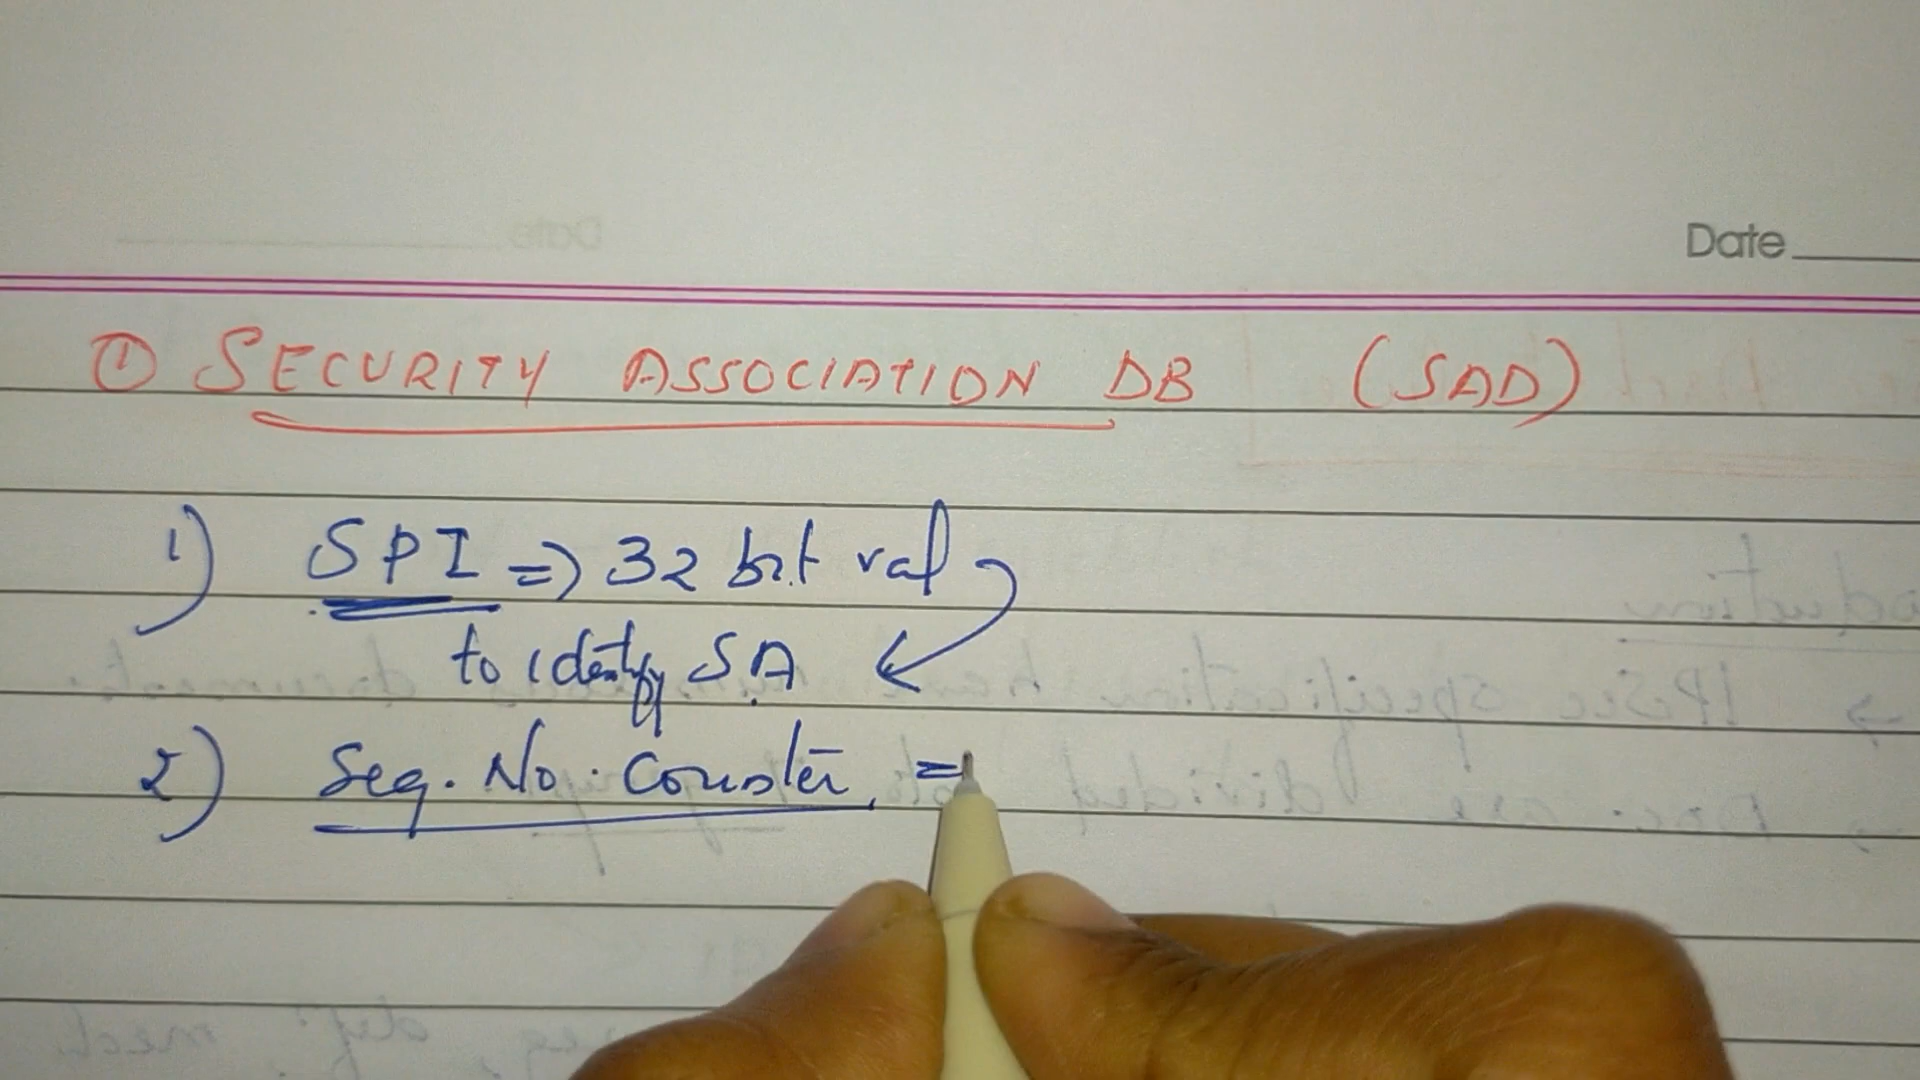 Date
① SECURITY ASSOCIATION DB (SAD)
1) SPI => 32 bit val
to identify SA
2) Seq. No. Counter =